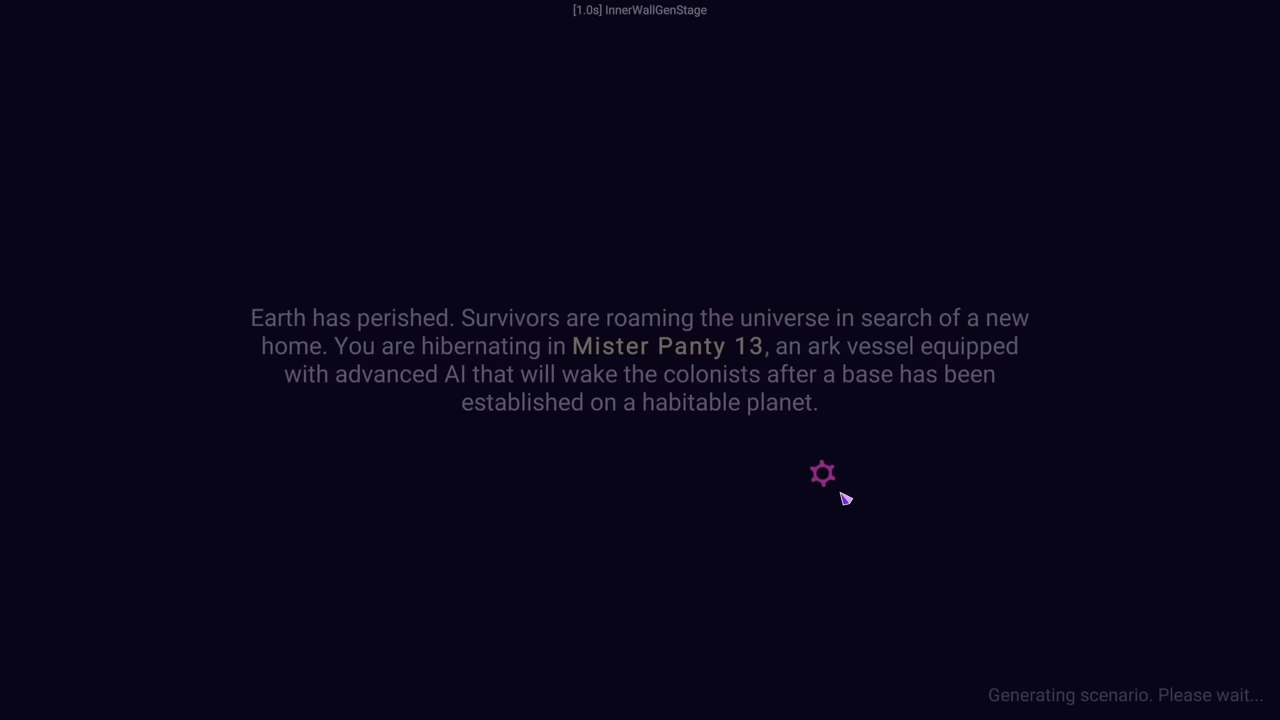 [1.0s] InnerWallGenStage
Earth has perished. Survivors are roaming the universe in search of a new
home. You are hibernating in Mister Panty 13, an ark vessel equipped
with advanced AI that will wake the colonists after a base has been
established on a habitable planet.
Generating scenario. Please wait...